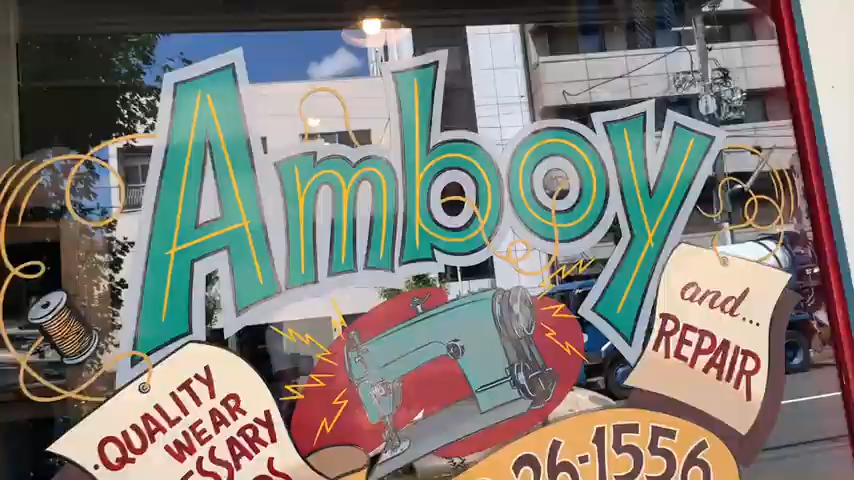 Amboy
and...
REPAIR
QUALITY
WEAR
26-1556